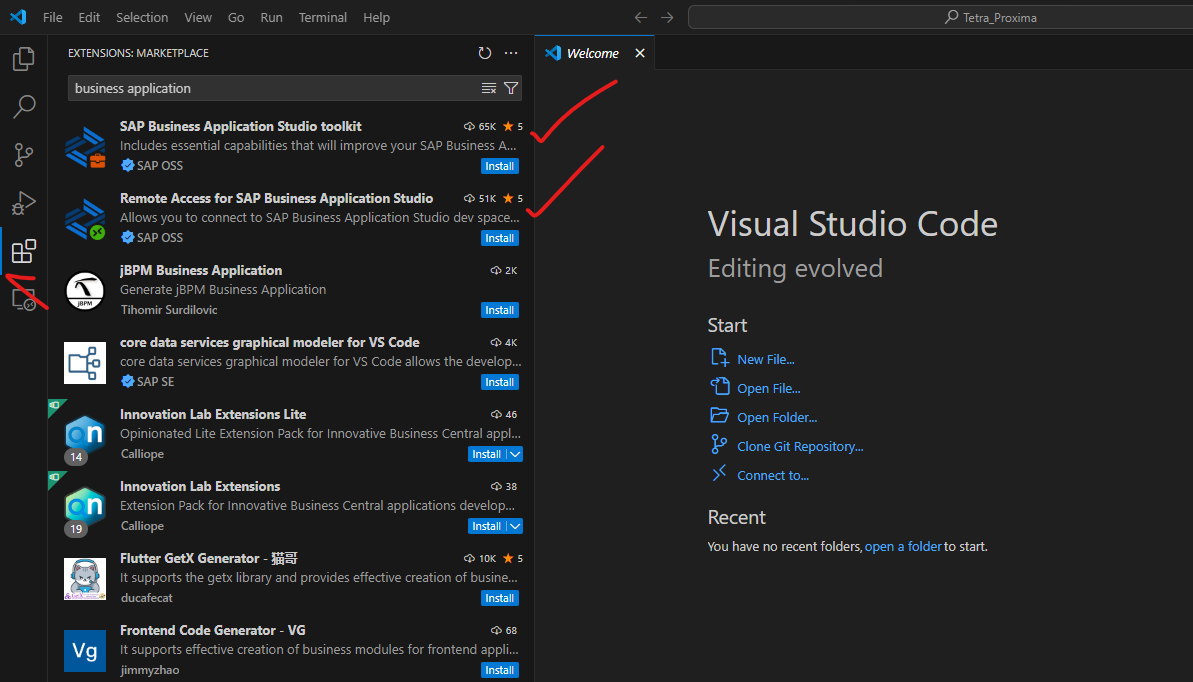 File Edit Selection View Go Run Terminal Help
Tetra_Proxima
EXTENSIONS: MARKETPLACE
business application
SAP Business Application Studio toolkit 65K 5
Includes essential capabilities that will improve your SAP Business A...
SAP OSS Install
Remote Access for SAP Business Application Studio 51K 5
Allows you to connect to SAP Business Application Studio dev space...
SAP OSS Install
jBPM Business Application 2K
Generate jBPM Business Application
jBPM
Tihomir Surdilovic Install
core data services graphical modeler for VS Code 4K
core data services graphical modeler for VS Code allows the develop...
SAP SE Install
Innovation Lab Extensions Lite 46
Opinionated Lite Extension Pack for Innovative Business Central appl...
an
14
Calliope Install
Innovation Lab Extensions 38
Extension Pack for Innovative Business Central applications develop...
an
19
Calliope Install
Flutter GetX Generator - 猫哥 10K 5
It supports the getx library and provides effective creation of busine...
ducafecat Install
Frontend Code Generator - VG 68
It supports effective creation of business modules for frontend appli...
Vg
jimmyzhao Install
Welcome
Visual Studio Code
Editing evolved
Start
New File...
Open File...
Open Folder...
Clone Git Repository...
Connect to...
Recent
You have no recent folders, open a folder to start.